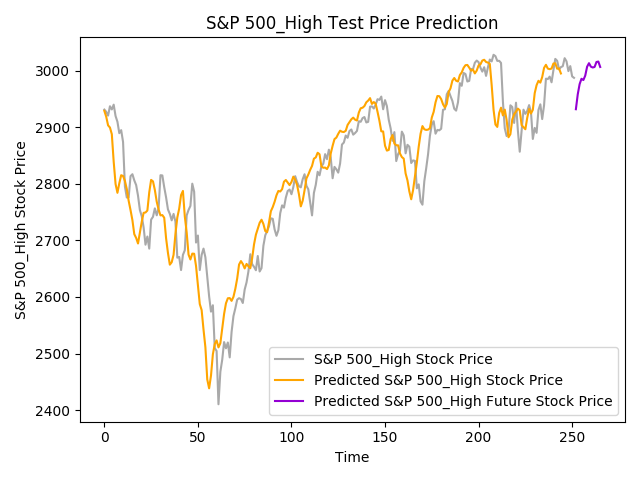 S&P 500_High Test Price Prediction
S&P 500_High Stock Price
3000
2900
2800
2700
2600
2500
2400
S&P 500_High Stock Price
Predicted S&P 500_High Stock Price
Predicted S&P 500_High Future Stock Price
0 50 100 150 200 250
Time